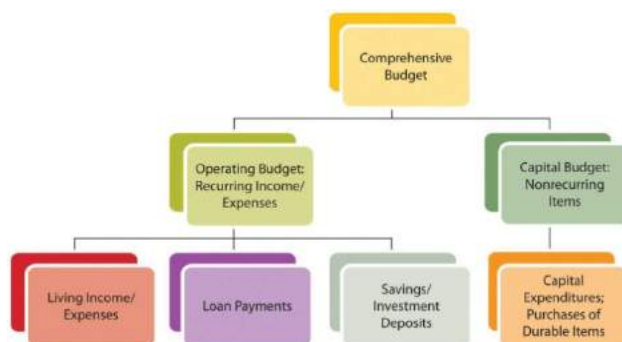 Comprehensive
Budget
Operating Budget:
Recurring Income/
Expenses
Capital Budget:
Nonrecurring
Items
Living Income/
Expenses
Loan Payments
Savings/
Investment
Deposits
Capital
Expenditures;
Purchases of
Durable Items